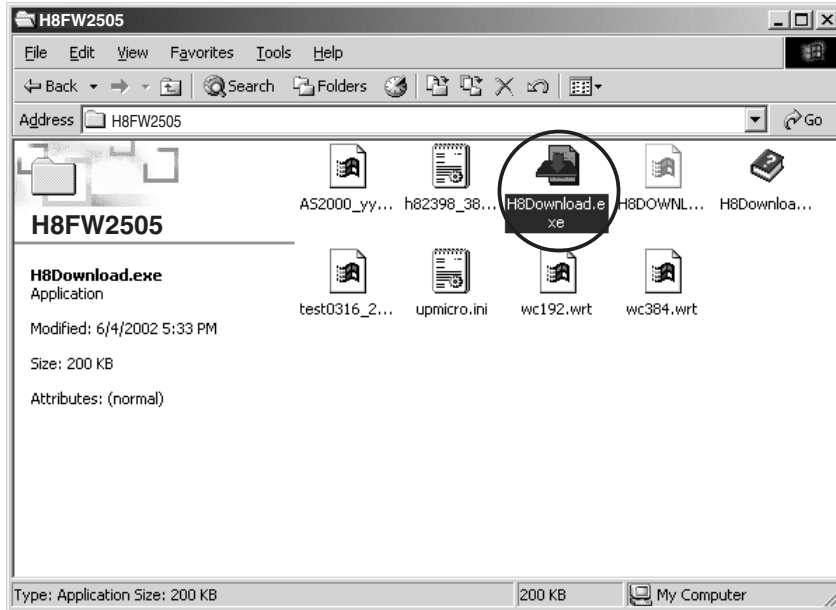 H8FW2505
File Edit View Favorites Tools Help
Back Search Folders
Address H8FW2505 Go
H8FW2505
H8Download.exe
Application
Modified: 6/4/2002 5:33 PM
Size: 200 KB
Attributes: (normal)
AS2000_yy... h82398_38... H8Download.e
xe
H8DOWNL... H8Downloa...
test0316_2... upmicro.ini wc192.wrt wc384.wrt
Type: Application Size: 200 KB 200 KB My Computer